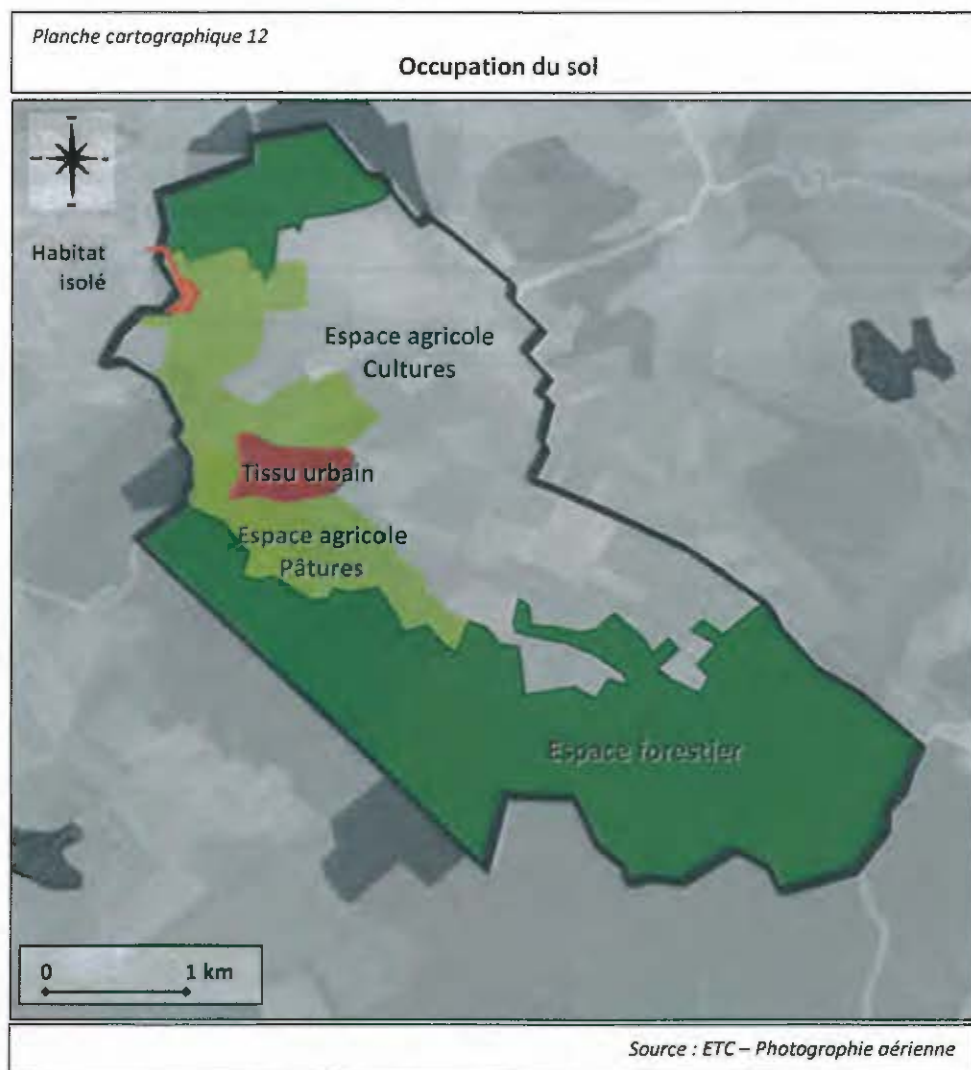 Planche cartographique 12
Occupation du sol
Habitat
isolé
Espace agricole
Cultures
Tissu urbain
Espace agricole
Pâtures
Espace forestier
0 1 km
Source : ETC – Photographie aérienne